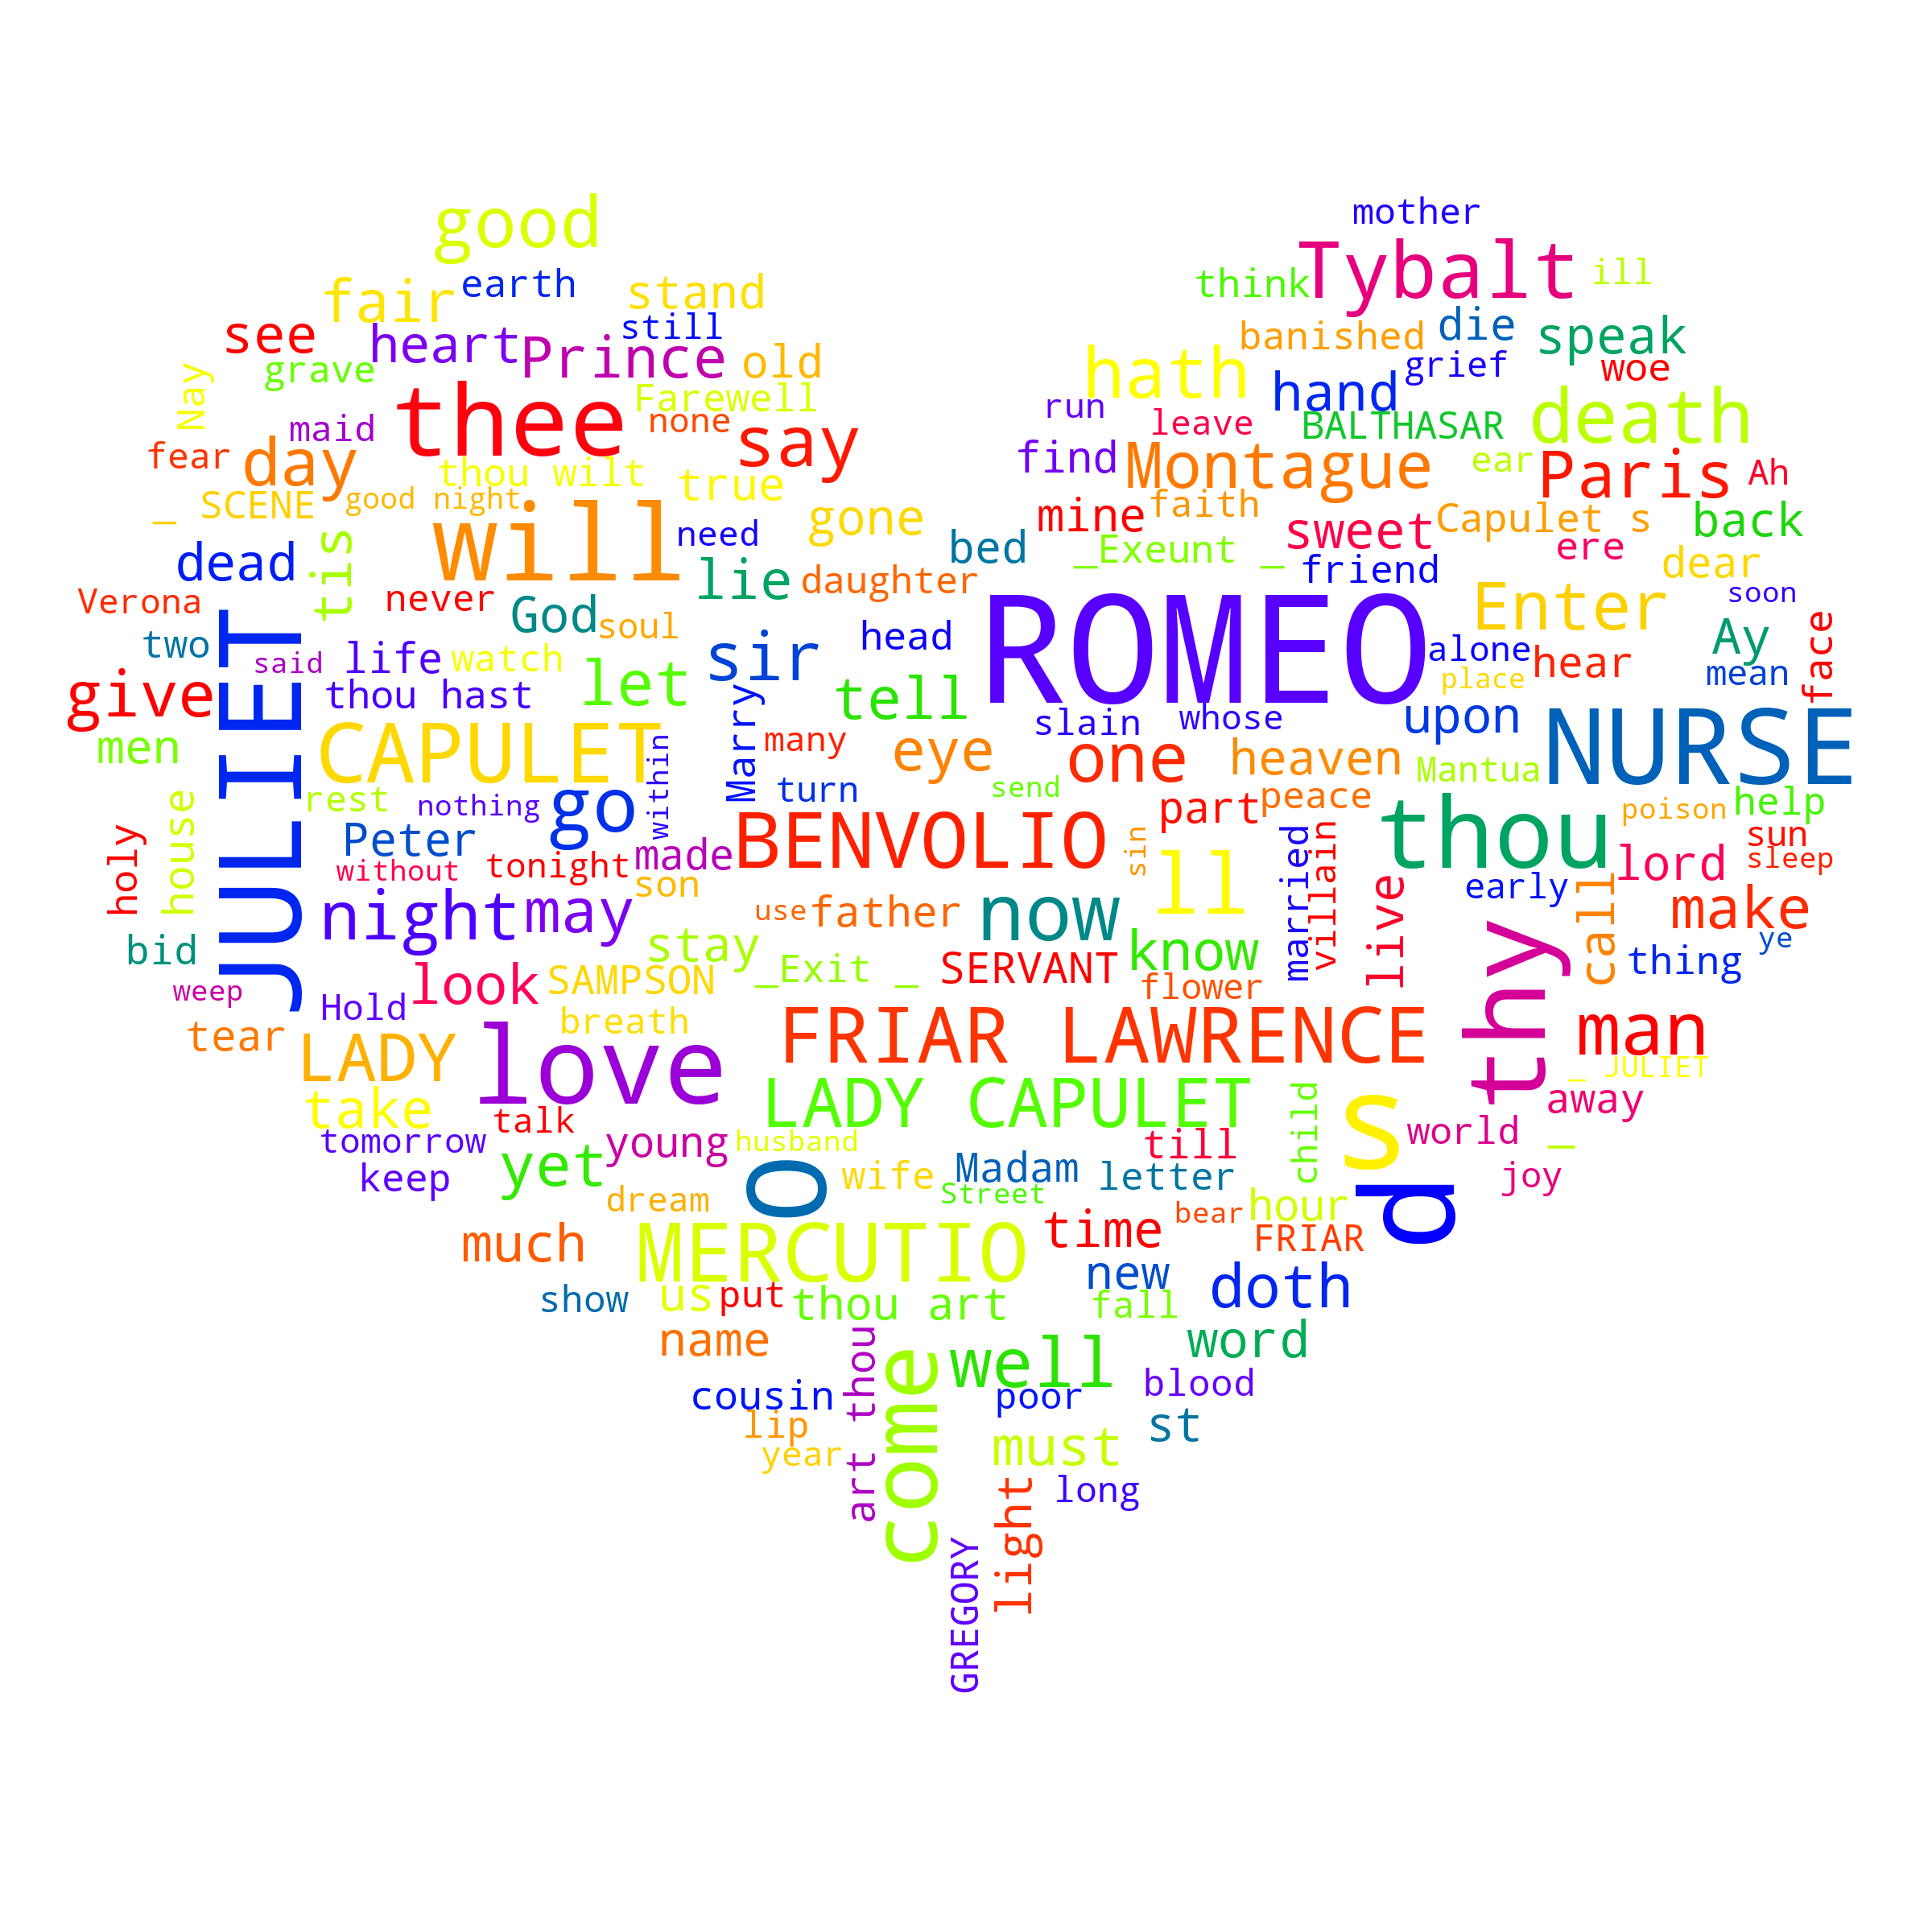 good
mother
Tybalt
think
ill
earth
fair
stand
still
see
heart
Prince
old
banished
die
speak
grave
hath
grief
woe
Nay
thee
Farewell
hand
death
maid
none
say
run
leave
BALTHASAR
fear
day
thou wilt
true
find
Montague
ear
Paris
Ah
_ SCENE
good night
gone
mine
faith
sweet
Capulet s
back
tis
will
need
bed
_Exeunt _
ere
dead
lie
daughter
friend
dear
Verona
never
God
soul
ROMEO
Enter
soon
two
said
life
watch
sir
head
alone
hear
Ay
face
give
JULIET
thou hast
let
tell
place
mean
men
CAPULET
within
Marry
many
eye
slain
whose
upon
NURSE
one
heaven
Mantua
rest
nothing
go
turn
send
part
peace
thou
poison
help
holy
house
Peter
made
BENVOLIO
sin
sun
without
tonight
son
ll
married
villain
lord
sleep
night
may
use
father
now
live
early
call
make
bid
stay
know
ye
weep
look
SAMPSON
_Exit _
SERVANT
flower
thing
Hold
tear
LADY
love
breath
FRIAR LAWRENCE
thy
man
take
LADY CAPULET
child
s
_ JULIET
talk
away
tomorrow
young
husband
till
world _
keep
yet
O
wife
Madam
letter
joy
dream
Street
bear
hour
d
much
MERCUTIO
time
FRIAR
show
us
put
thou art
new
fall
doth
name
word
art thou
come
well
cousin
poor
blood
lip
st
year
must
light
long
GREGORY